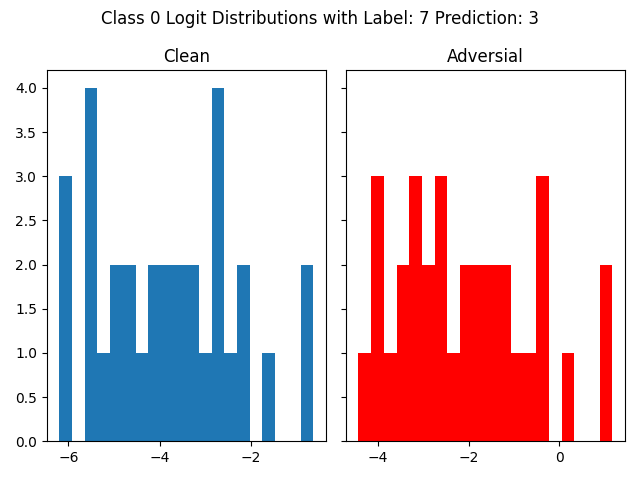 Class 0 Logit Distributions with Label: 7 Prediction: 3
Clean
Adversial
4.0
3.5
3.0
2.5
2.0
1.5
1.0
0.5
0.0
−6 −4 −2
−4 −2 0